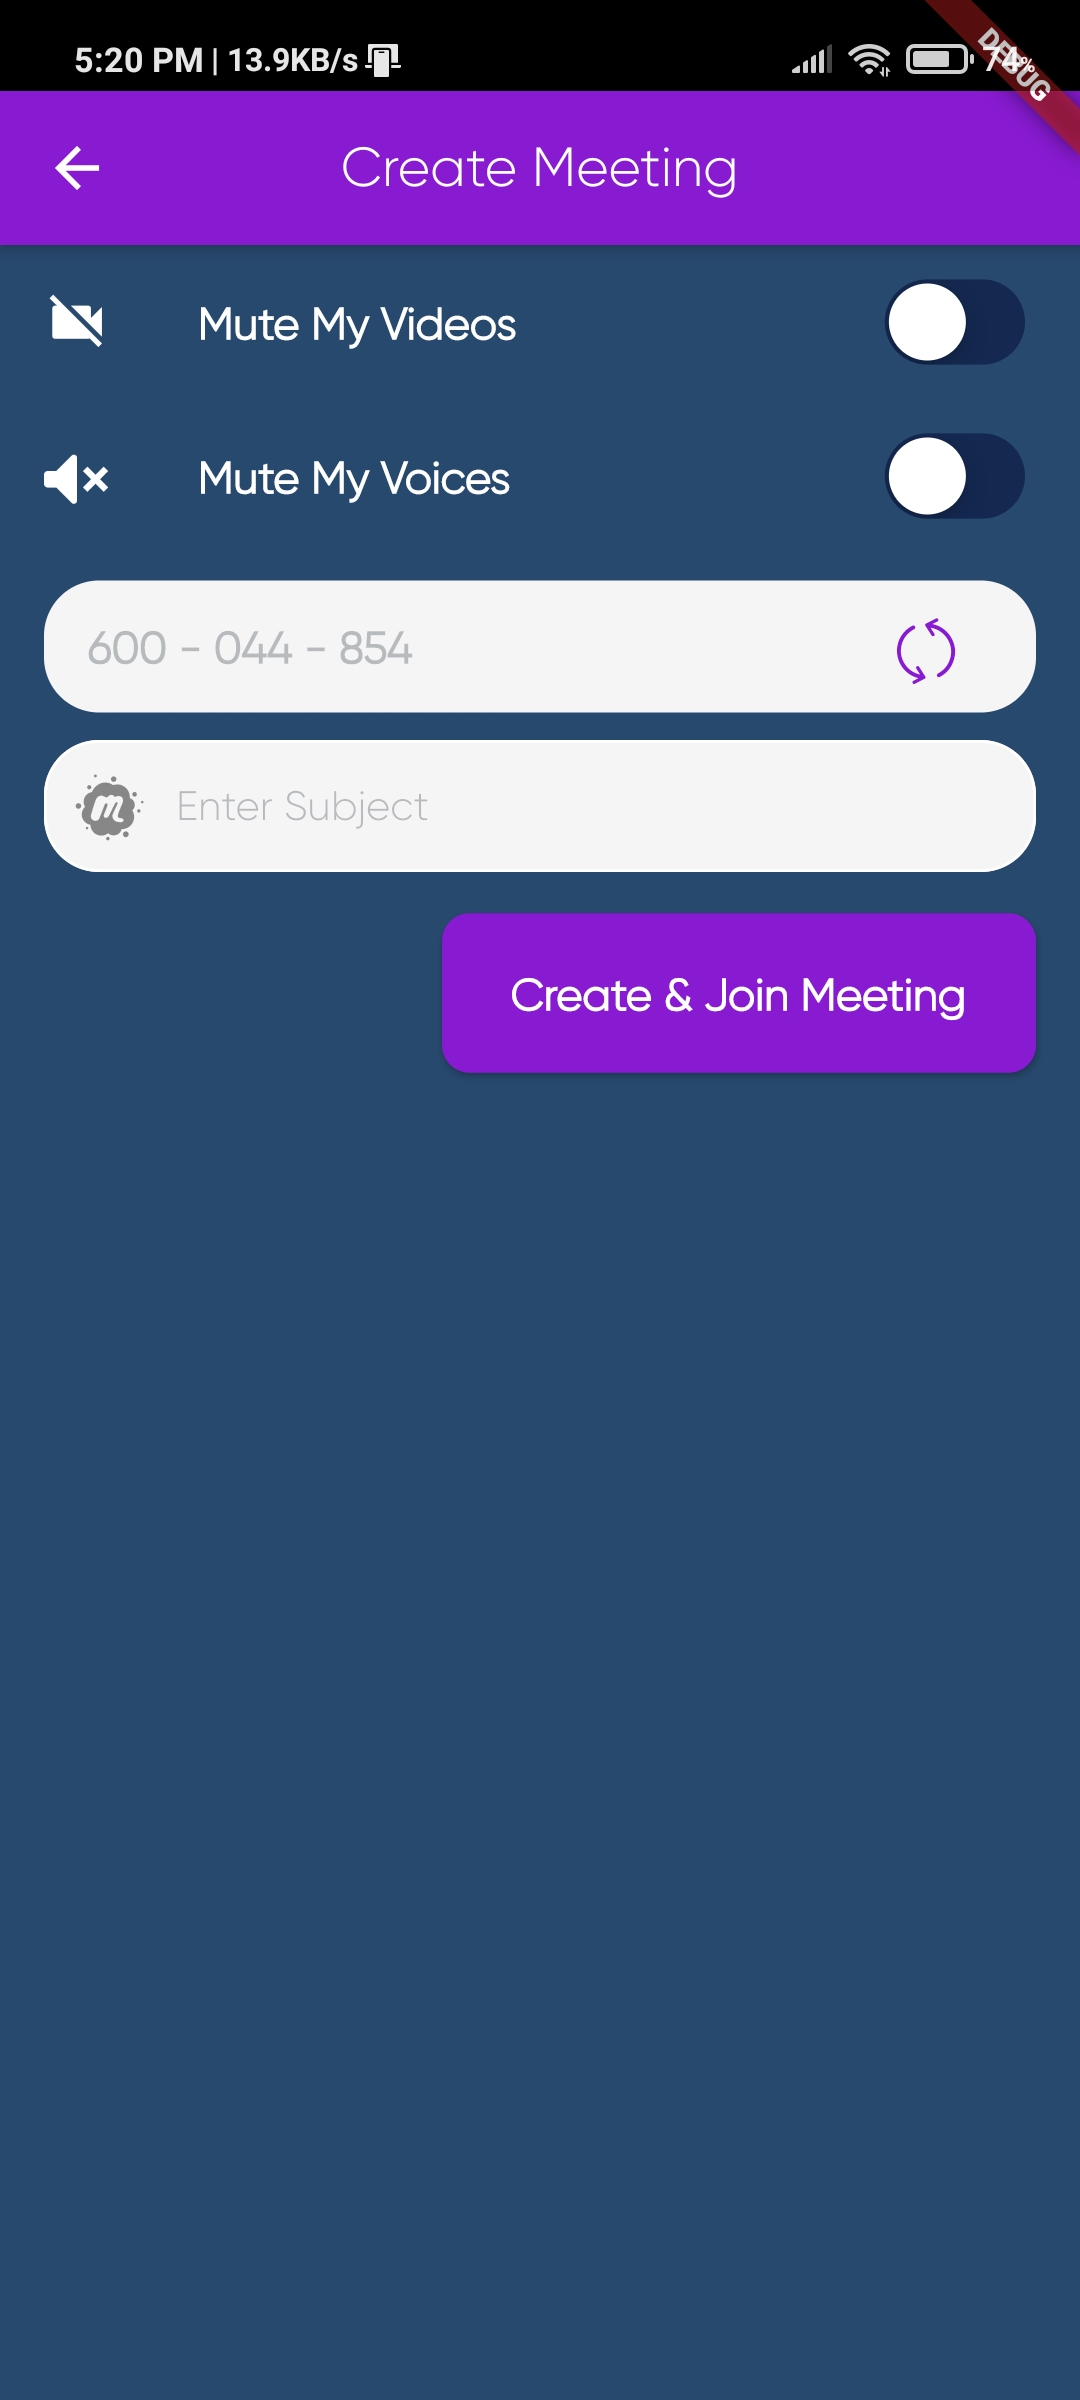 5:20 PM | 13.9KB/s
74%
DEBUG
Create Meeting
Mute My Videos
Mute My Voices
600 - 044 - 854
m Enter Subject
Create & Join Meeting